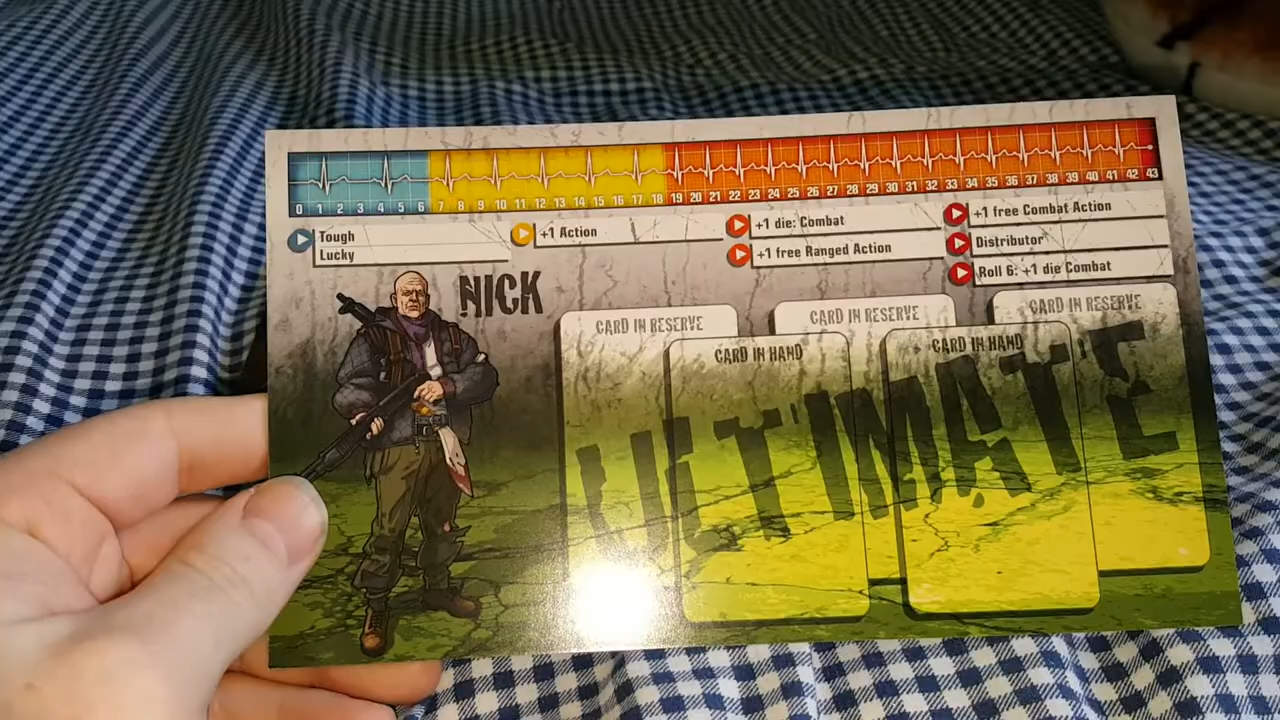 0 1 2 3 4 5 6 7 8 9 10 11 12 13 14 15 16 17 18 19 20 21 22 23 24 25 26 27 28 29 30 31 32 33 34 35 36 37 38 39 40 41 42 43
Tough
Lucky
+1 Action
+1 die: Combat
+1 free Ranged Action
+1 free Combat Action
Distributor
Roll 6: +1 die Combat
NICK
CARD IN RESERVE
CARD IN RESERVE
CARD IN RESERVE
CARD IN HAND
CARD IN HAND
ULTIMATE